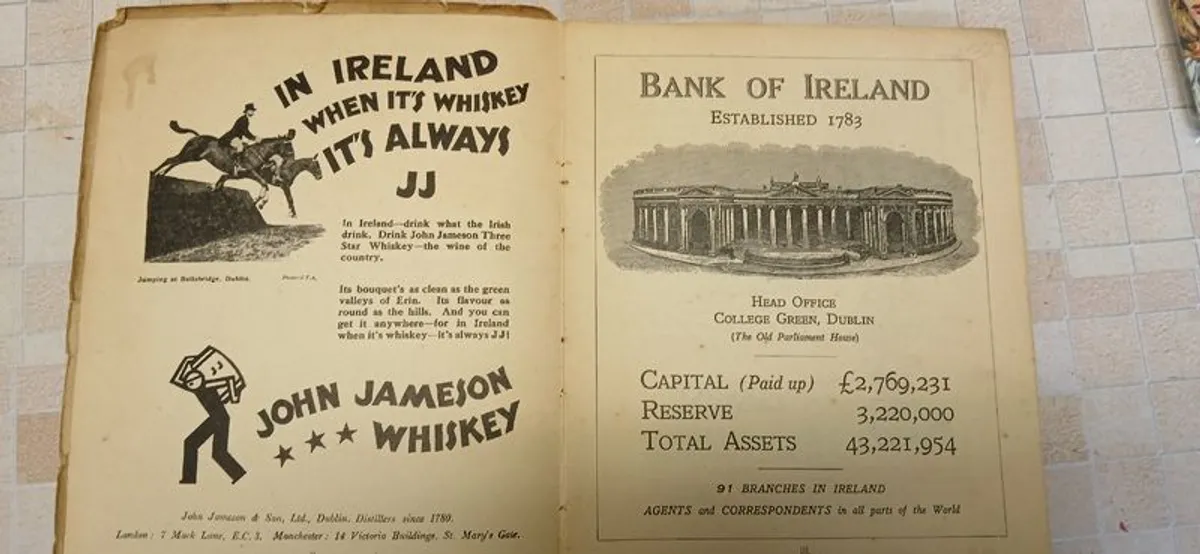 IN IRELAND
WHEN IT'S WHISKEY
IT'S ALWAYS
JJ
In Ireland—drink what the Irish
drink. Drink John Jameson Three
Star Whiskey—the wine of the
country.
Jumping at Ballsbridge, Dublin.
Its bouquet's as clean as the green
valleys of Erin. Its flavour as
round as the hills. And you can
get it anywhere—for in Ireland
when it's whiskey—it's always JJ!
JJ
JOHN JAMESON
WHISKEY
John Jameson & Son, Ltd., Dublin. Distillers since 1780.
London: 7 Mark Lane, E.C.3. Manchester: 14 Victoria Buildings, St. Mary's Gate.
BANK OF IRELAND
ESTABLISHED 1783
HEAD OFFICE
COLLEGE GREEN, DUBLIN
(The Old Parliament House)
CAPITAL (Paid up) £2,769,231
RESERVE 3,220,000
TOTAL ASSETS 43,221,954
91 BRANCHES IN IRELAND
AGENTS and CORRESPONDENTS in all parts of the World